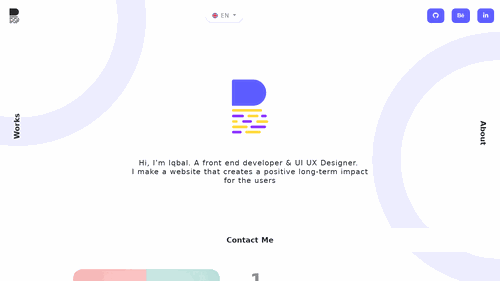 EN
Bē
in
Works
About
Hi, I'm Iqbal. A front end developer & UI UX Designer.
I make a website that creates a positive long-term impact
for the users
Contact Me
1